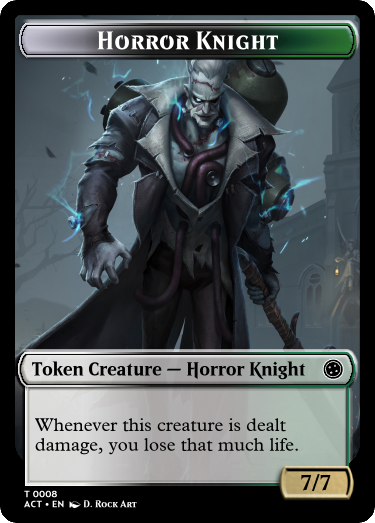 Horror Knight
Token Creature — Horror Knight
Whenever this creature is dealt
damage, you lose that much life.
7/7
T 0008
ACT • EN D. Rock Art